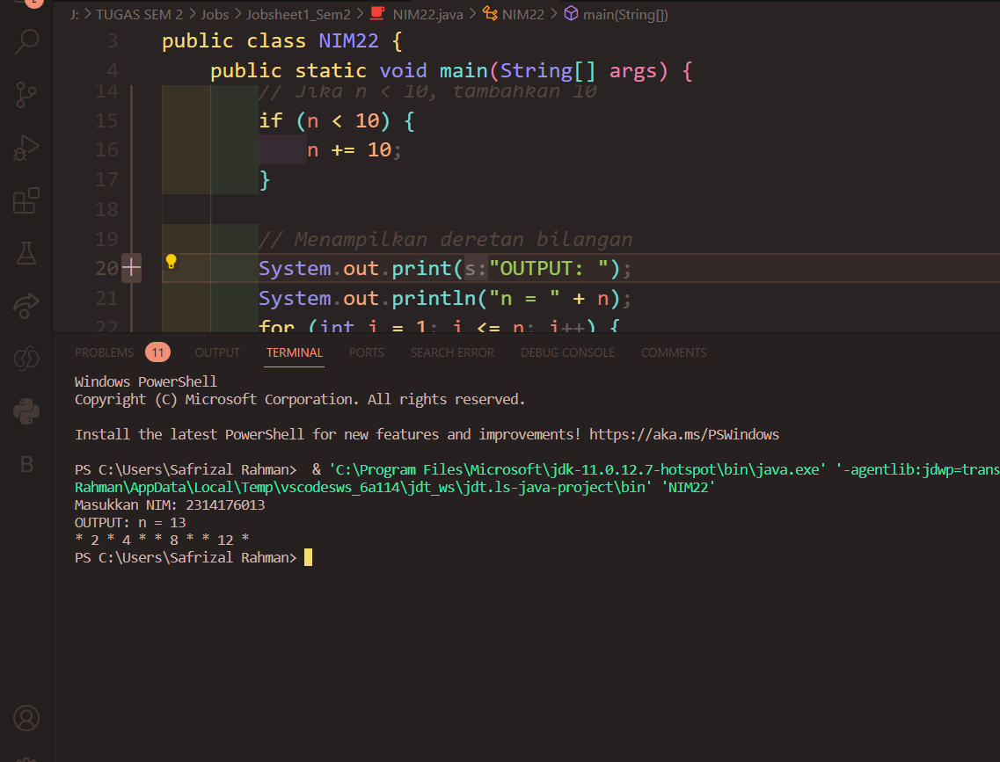 2
J: > TUGAS SEM 2 > Jobs > Jobsheet1_Sem2 > NIM22.java > NIM22 > main(String[])
3 public class NIM22 {
4 public static void main(String[] args) {
14 // Jika n < 10, tambahkan 10
15 if (n < 10) {
16 n += 10;
17 }
18
19 // Menampilkan deretan bilangan
20 System.out.print(s:"OUTPUT: ");
21 System.out.println("n = " + n);
22 for (int i = 1; i <= n; i++) {
PROBLEMS 11 OUTPUT TERMINAL PORTS SEARCH ERROR DEBUG CONSOLE COMMENTS
Windows PowerShell
Copyright (C) Microsoft Corporation. All rights reserved.
Install the latest PowerShell for new features and improvements! https://aka.ms/PSWindows
PS C:\Users\Safrizal Rahman>  & 'C:\Program Files\Microsoft\jdk-11.0.12.7-hotspot\bin\java.exe' '-agentlib:jdwp=trans
Rahman\AppData\Local\Temp\vscodesws_6a114\jdt_ws\jdt.ls-java-project\bin' 'NIM22'
Masukkan NIM: 2314176013
OUTPUT: n = 13
* 2 * 4 * * 8 * * 12 *
PS C:\Users\Safrizal Rahman>
B